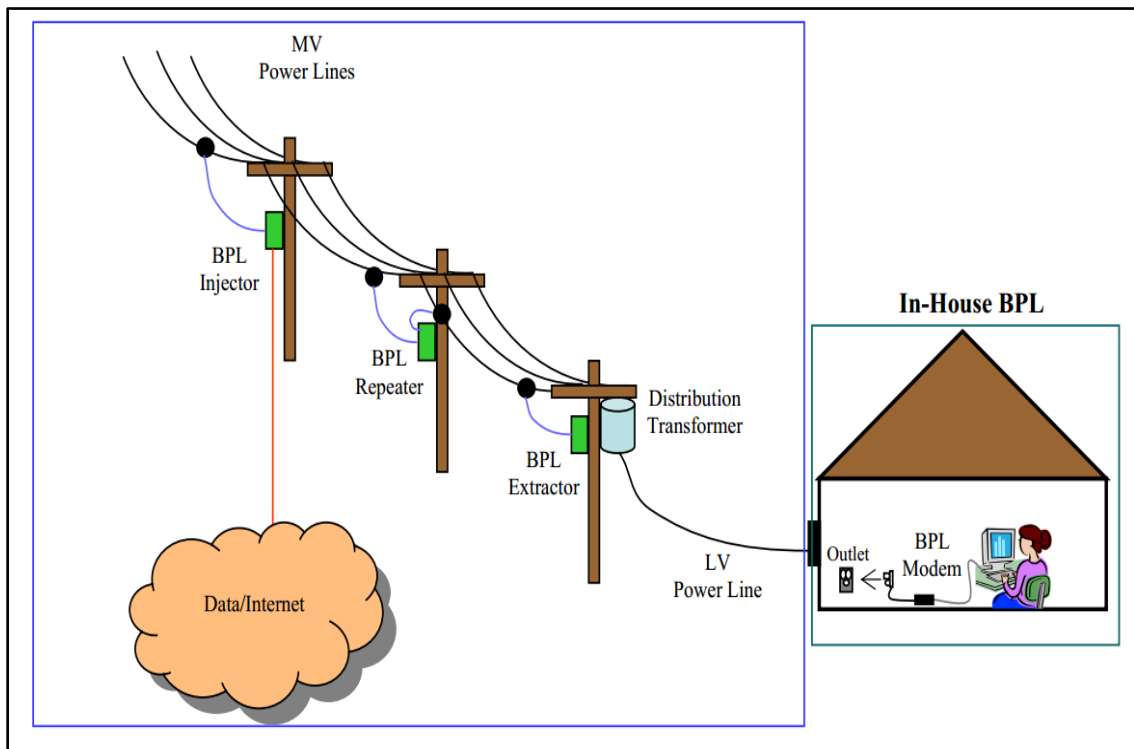 MV
Power Lines
BPL
Injector
BPL
Repeater
In-House BPL
Distribution
Transformer
BPL
Extractor
LV
Power Line
Outlet
BPL
Modem
Data/Internet